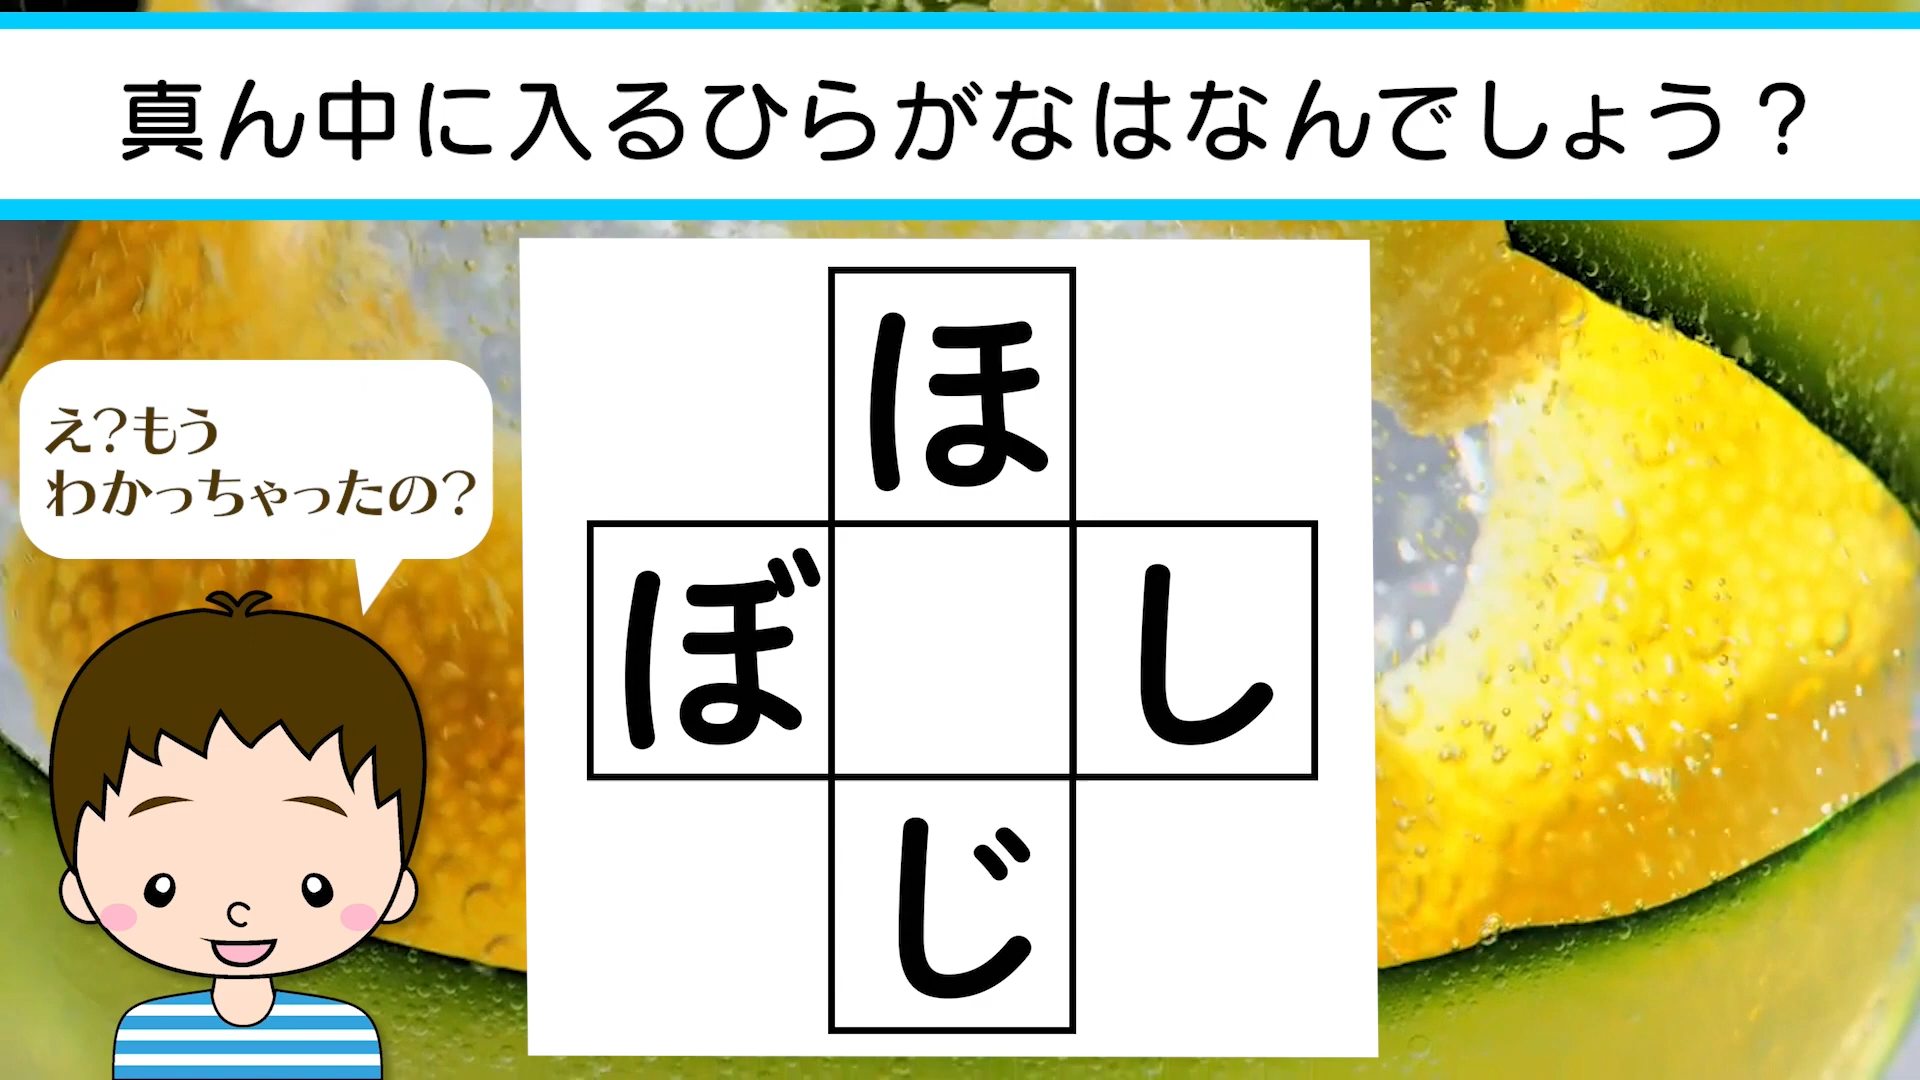 真ん中に入るひらがなはなんでしょう？
え？もう
わかっちゃったの？
ほ
ぼ し
じ